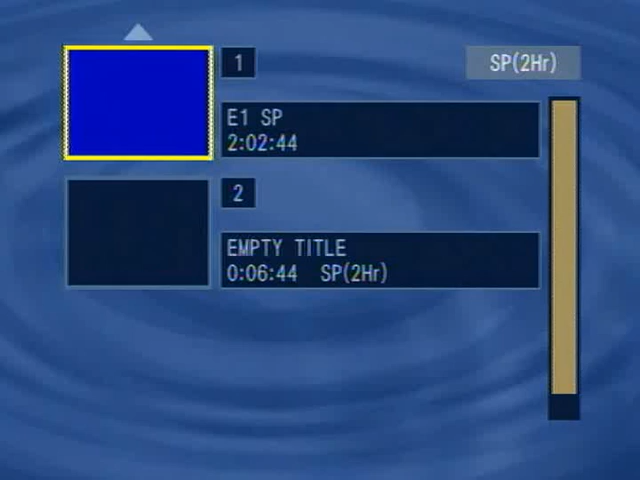 1
SP(2Hr)
E1 SP
2:02:44
2
EMPTY TITLE
0:06:44 SP(2Hr)